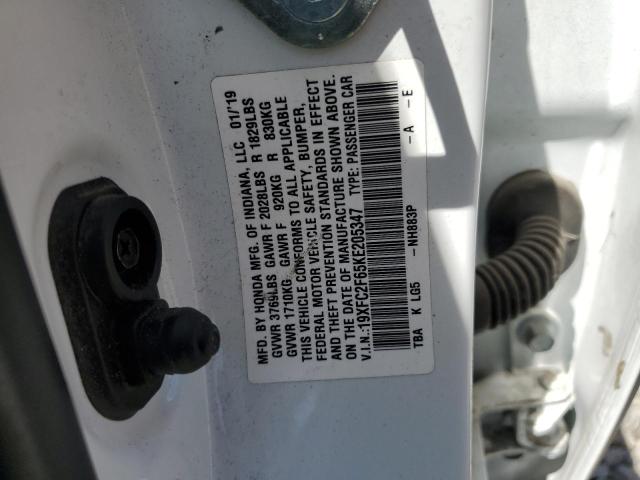 MFD. BY HONDA MFG. OF INDIANA, LLC 01/'19
GVWR 3769LBS GAWR F 2028LBS R 1829LBS
GVWR 1710KG GAWR F 920KG R 830KG
THIS VEHICLE CONFORMS TO ALL APPLICABLE
FEDERAL MOTOR VEHICLE SAFETY, BUMPER,
AND THEFT PREVENTION STANDARDS IN EFFECT
ON THE DATE OF MANUFACTURE SHOWN ABOVE.
V.I.N.:19XFC2F65KE205347 TYPE: PASSENGER CAR
TBA K LG5 - NH883P - A - E